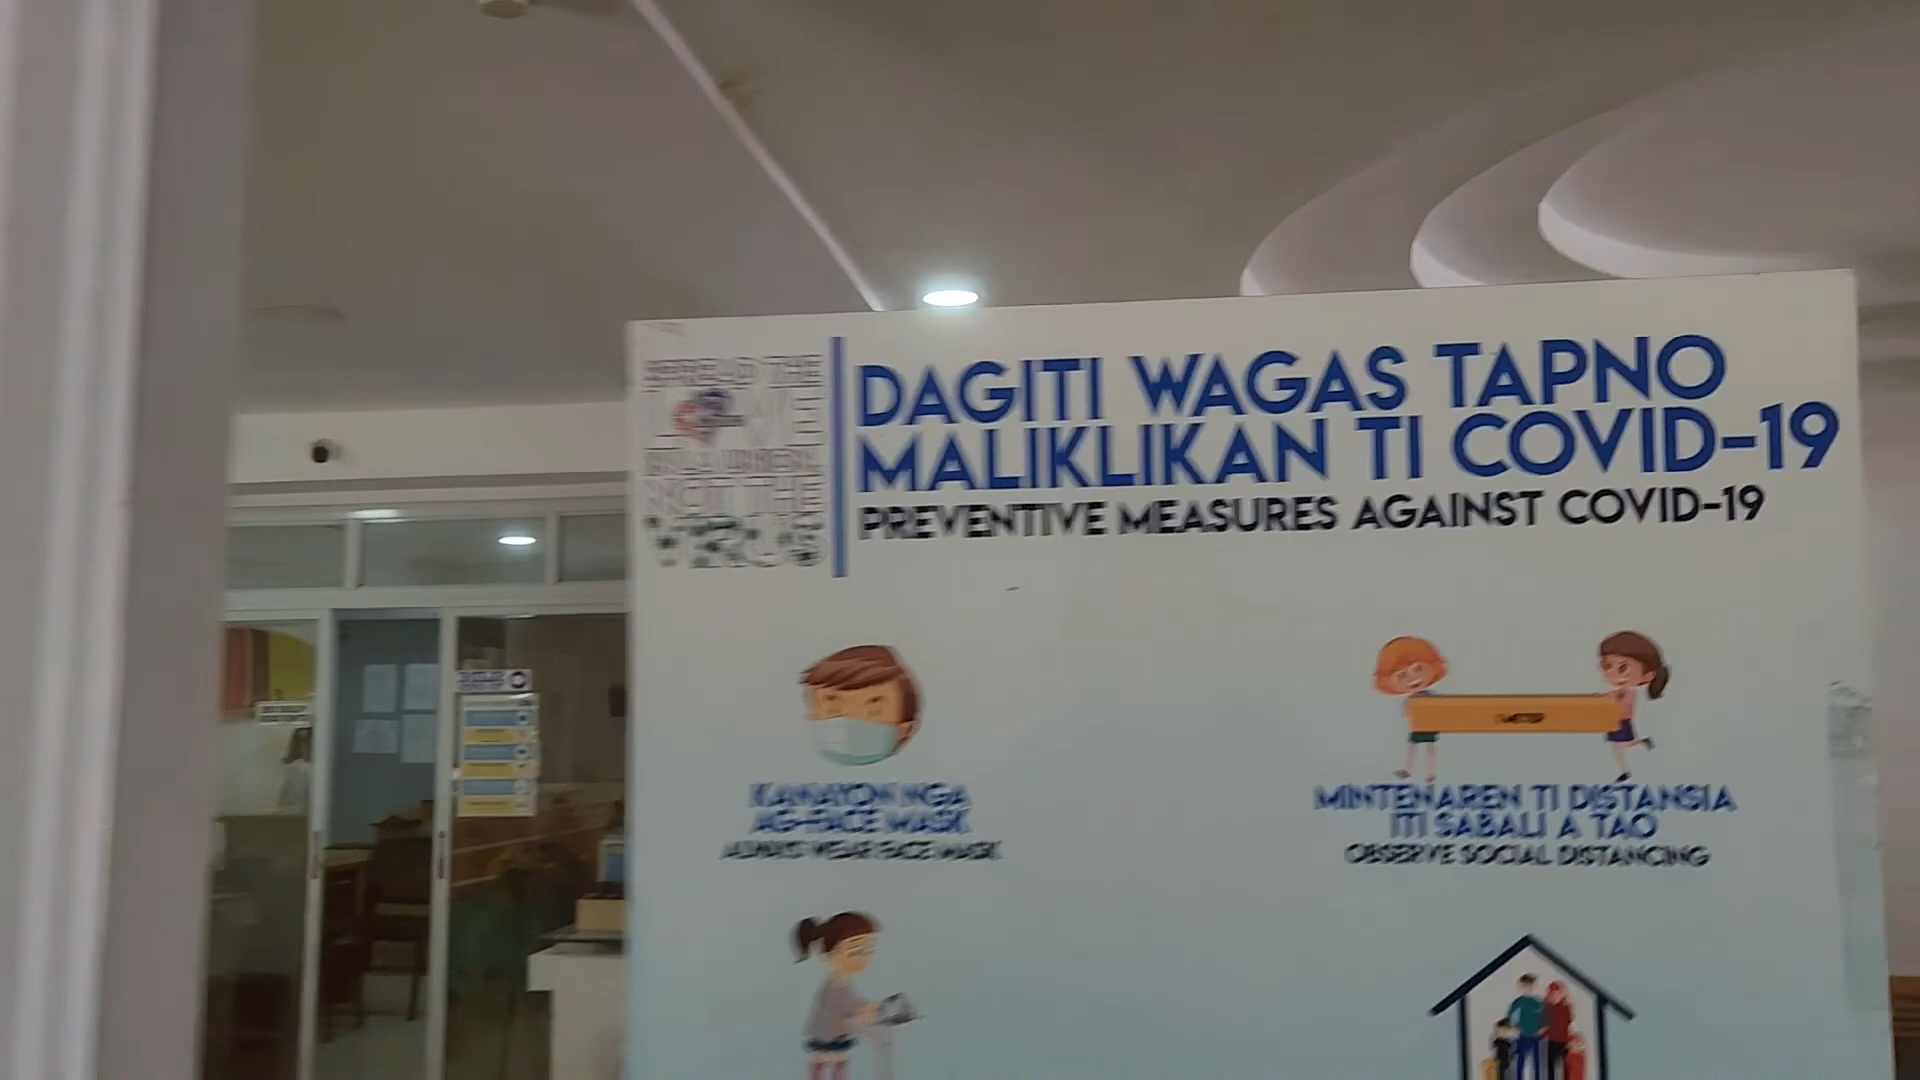 SPREAD THE
LOVE
NOT THE
VIRUS
DAGITI WAGAS TAPNO
MALIKLIKAN TI COVID-19
PREVENTIVE MEASURES AGAINST COVID-19
KANAYON NGA
AG-FACE MASK
ALWAYS WEAR FACE MASK
MINTENAREN TI DISTANSIA
ITI SABALI A TAO
OBSERVE SOCIAL DISTANCING